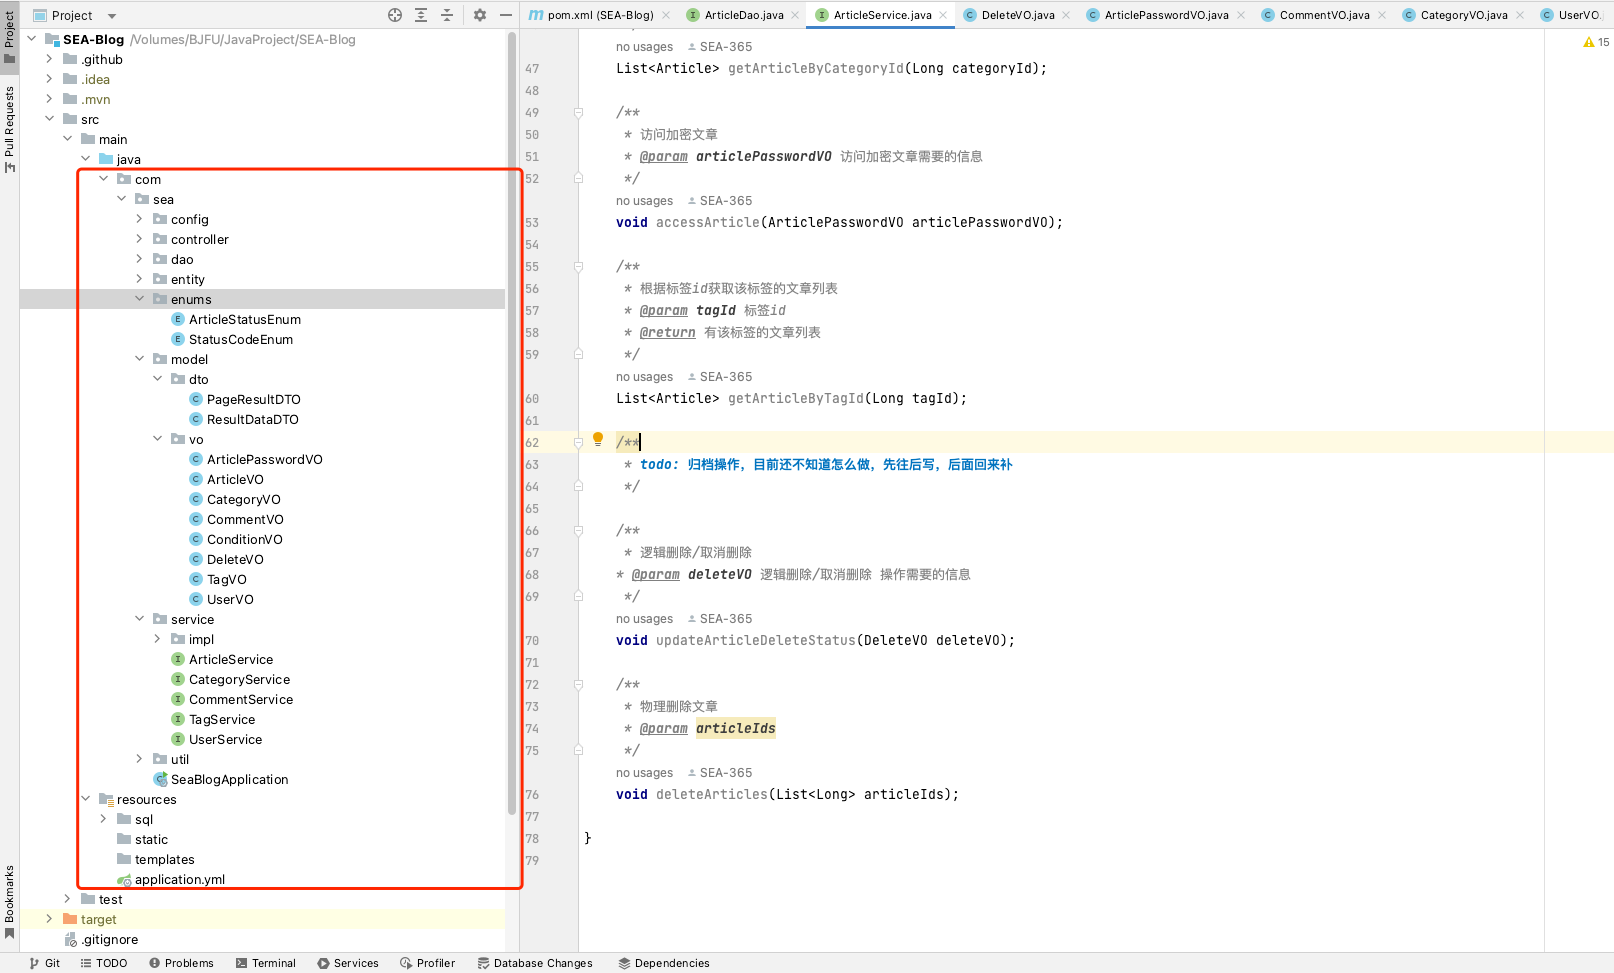 Project
pom.xml (SEA-Blog)
ArticleDao.java
ArticleService.java
DeleteVO.java
ArticlePasswordVO.java
CommentVO.java
CategoryVO.java
UserVO.
Project
Pull Requests
Bookmarks
SEA-Blog /Volumes/BJFU/JavaProject/SEA-Blog
.github
.idea
.mvn
src
main
java
com
sea
config
controller
dao
entity
enums
ArticleStatusEnum
StatusCodeEnum
model
dto
PageResultDTO
ResultDataDTO
vo
ArticlePasswordVO
ArticleVO
CategoryVO
CommentVO
ConditionVO
DeleteVO
TagVO
UserVO
service
impl
ArticleService
CategoryService
CommentService
TagService
UserService
util
SeaBlogApplication
resources
sql
static
templates
application.yml
test
target
.gitignore
15
no usages SEA-365
47 List<Article> getArticleByCategoryId(Long categoryId);
48
49 /**
50 * 访问加密文章
51 * @param articlePasswordVO 访问加密文章需要的信息
52 */
no usages SEA-365
53 void accessArticle(ArticlePasswordVO articlePasswordVO);
54
55 /**
56 * 根据标签id获取该标签的文章列表
57 * @param tagId 标签id
58 * @return 有该标签的文章列表
59 */
no usages SEA-365
60 List<Article> getArticleByTagId(Long tagId);
61
62 /**
63 * todo: 归档操作，目前还不知道怎么做，先往后写，后面回来补
64 */
65
66 /**
67 * 逻辑删除/取消删除
68 * @param deleteVO 逻辑删除/取消删除 操作需要的信息
69 */
no usages SEA-365
70 void updateArticleDeleteStatus(DeleteVO deleteVO);
71
72 /**
73 * 物理删除文章
74 * @param articleIds
75 */
no usages SEA-365
76 void deleteArticles(List<Long> articleIds);
77
78 }
79
Git
TODO
Problems
Terminal
Services
Profiler
Database Changes
Dependencies